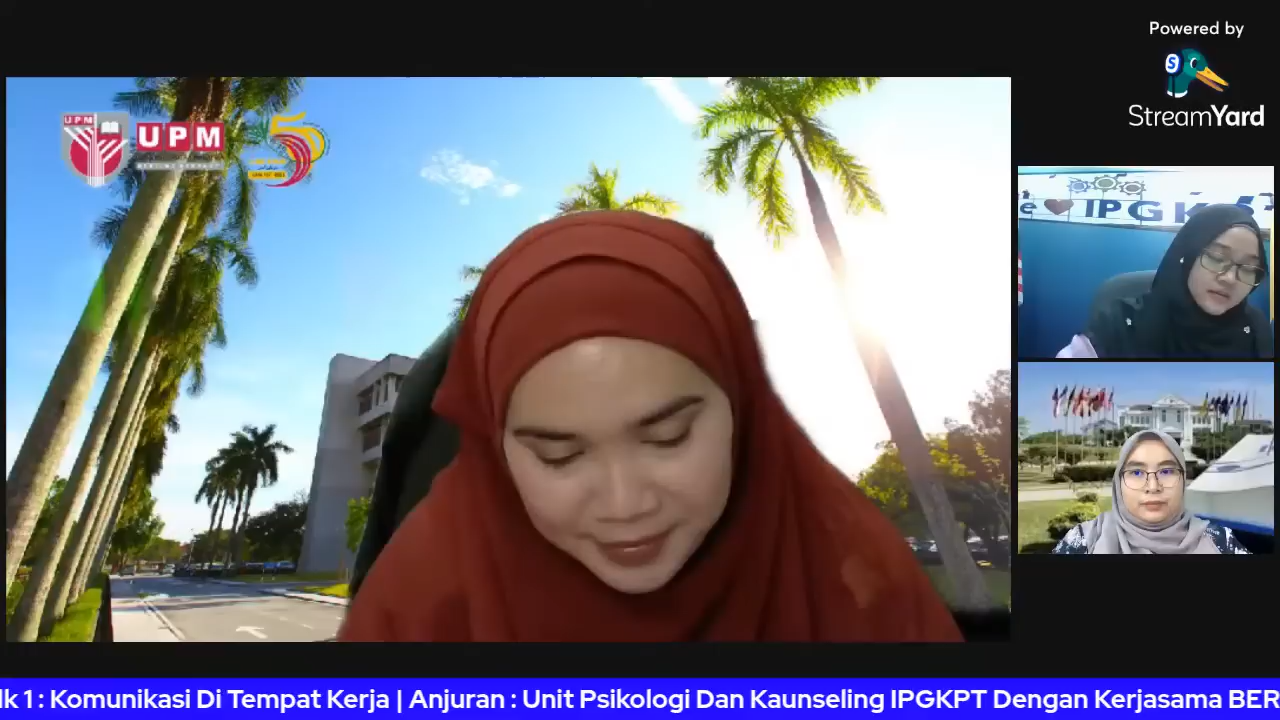 Powered by
StreamYard
UPM
UPM
e ❤ IPGK
lk 1 : Komunikasi Di Tempat Kerja | Anjuran : Unit Psikologi Dan Kaunseling IPGKPT Dengan Kerjasama BER